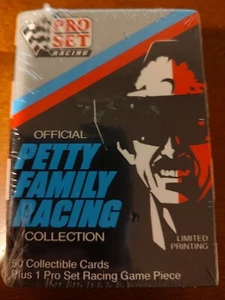 PRO
SET
RACING
OFFICIAL
PETTY
FAMILY
RACING
COLLECTION
LIMITED
PRINTING
50 Collectible Cards
Plus 1 Pro Set Racing Game Piece